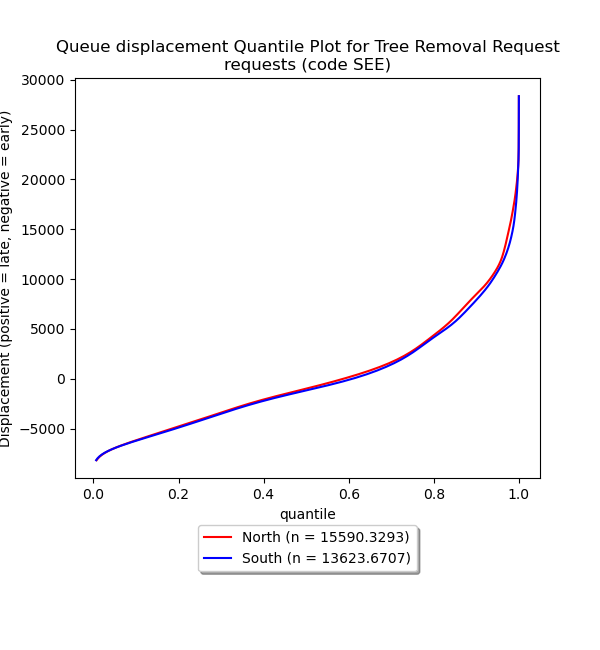 Queue displacement Quantile Plot for Tree Removal Request
requests (code SEE)
Displacement (positive = late, negative = early)
30000
25000
20000
15000
10000
5000
0
−5000
0.0 0.2 0.4 0.6 0.8 1.0
quantile
North (n = 15590.3293)
South (n = 13623.6707)